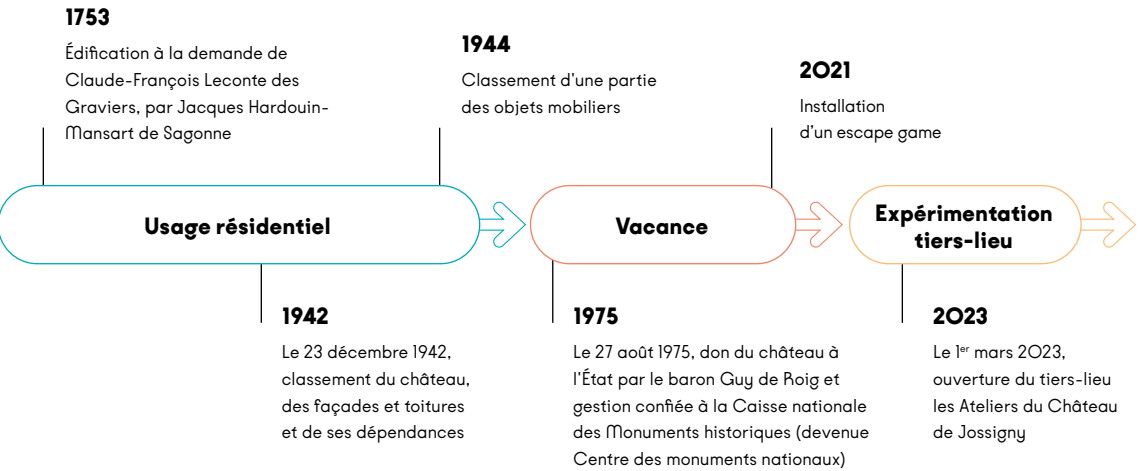 1753
Édification à la demande de
Claude-François Leconte des
Graviers, par Jacques Hardouin-
Mansart de Sagonne
1944
Classement d'une partie
des objets mobiliers
2021
Installation
d'un escape game
Usage résidentiel
Vacance
Expérimentation
tiers-lieu
1942
Le 23 décembre 1942,
classement du château,
des façades et toitures
et de ses dépendances
1975
Le 27 août 1975, don du château à
l'État par le baron Guy de Roig et
gestion confiée à la Caisse nationale
des Monuments historiques (devenue
Centre des monuments nationaux)
2023
Le 1er mars 2023,
ouverture du tiers-lieu
les Ateliers du Château
de Jossigny